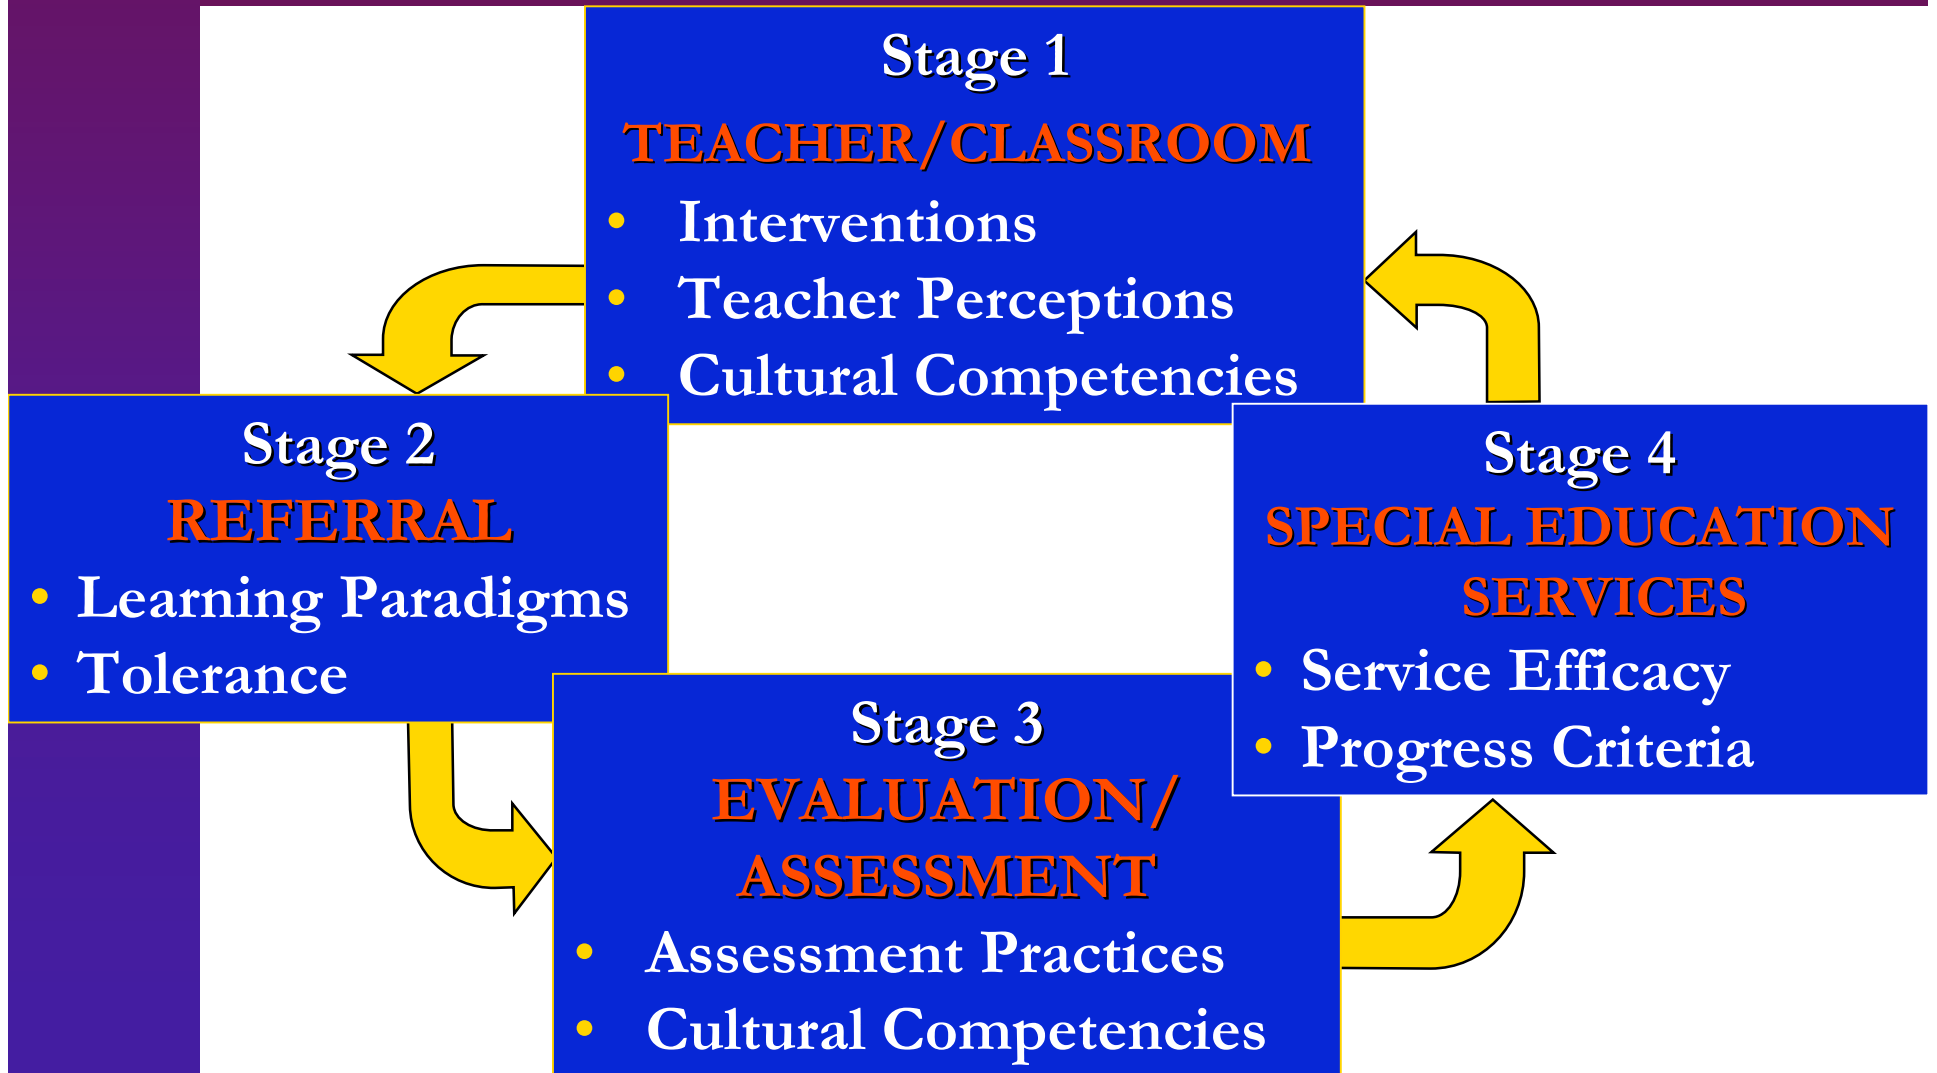 Stage 1
TEACHER/CLASSROOM
• Interventions
• Teacher Perceptions
• Cultural Competencies
Stage 2
REFERRAL
• Learning Paradigms
• Tolerance
Stage 3
EVALUATION/
ASSESSMENT
• Assessment Practices
• Cultural Competencies
Stage 4
SPECIAL EDUCATION
SERVICES
• Service Efficacy
• Progress Criteria